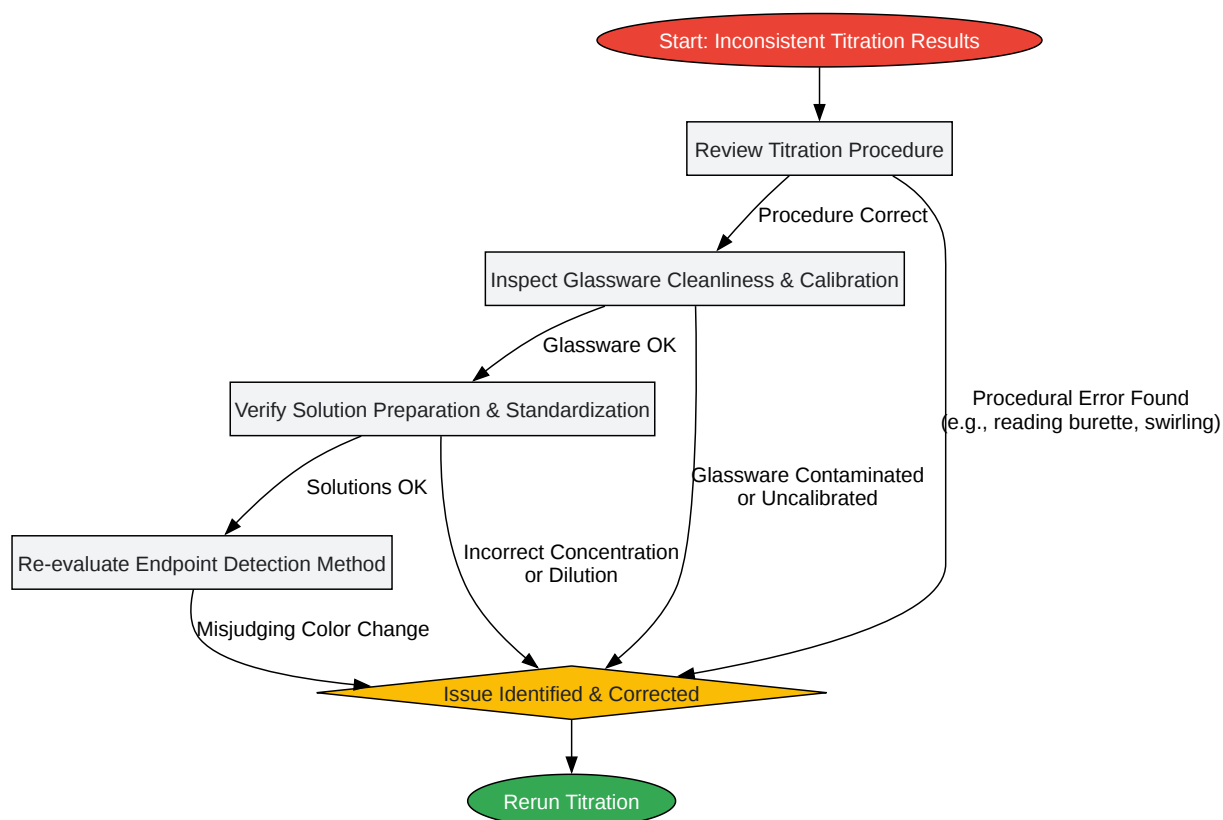 Start: Inconsistent Titration Results
Review Titration Procedure
Procedure Correct
Inspect Glassware Cleanliness & Calibration
Glassware OK
Verify Solution Preparation & Standardization
Procedural Error Found
(e.g., reading burette, swirling)
Solutions OK
Glassware Contaminated
or Uncalibrated
Re-evaluate Endpoint Detection Method
Incorrect Concentration
or Dilution
Misjudging Color Change
Issue Identified & Corrected
Rerun Titration